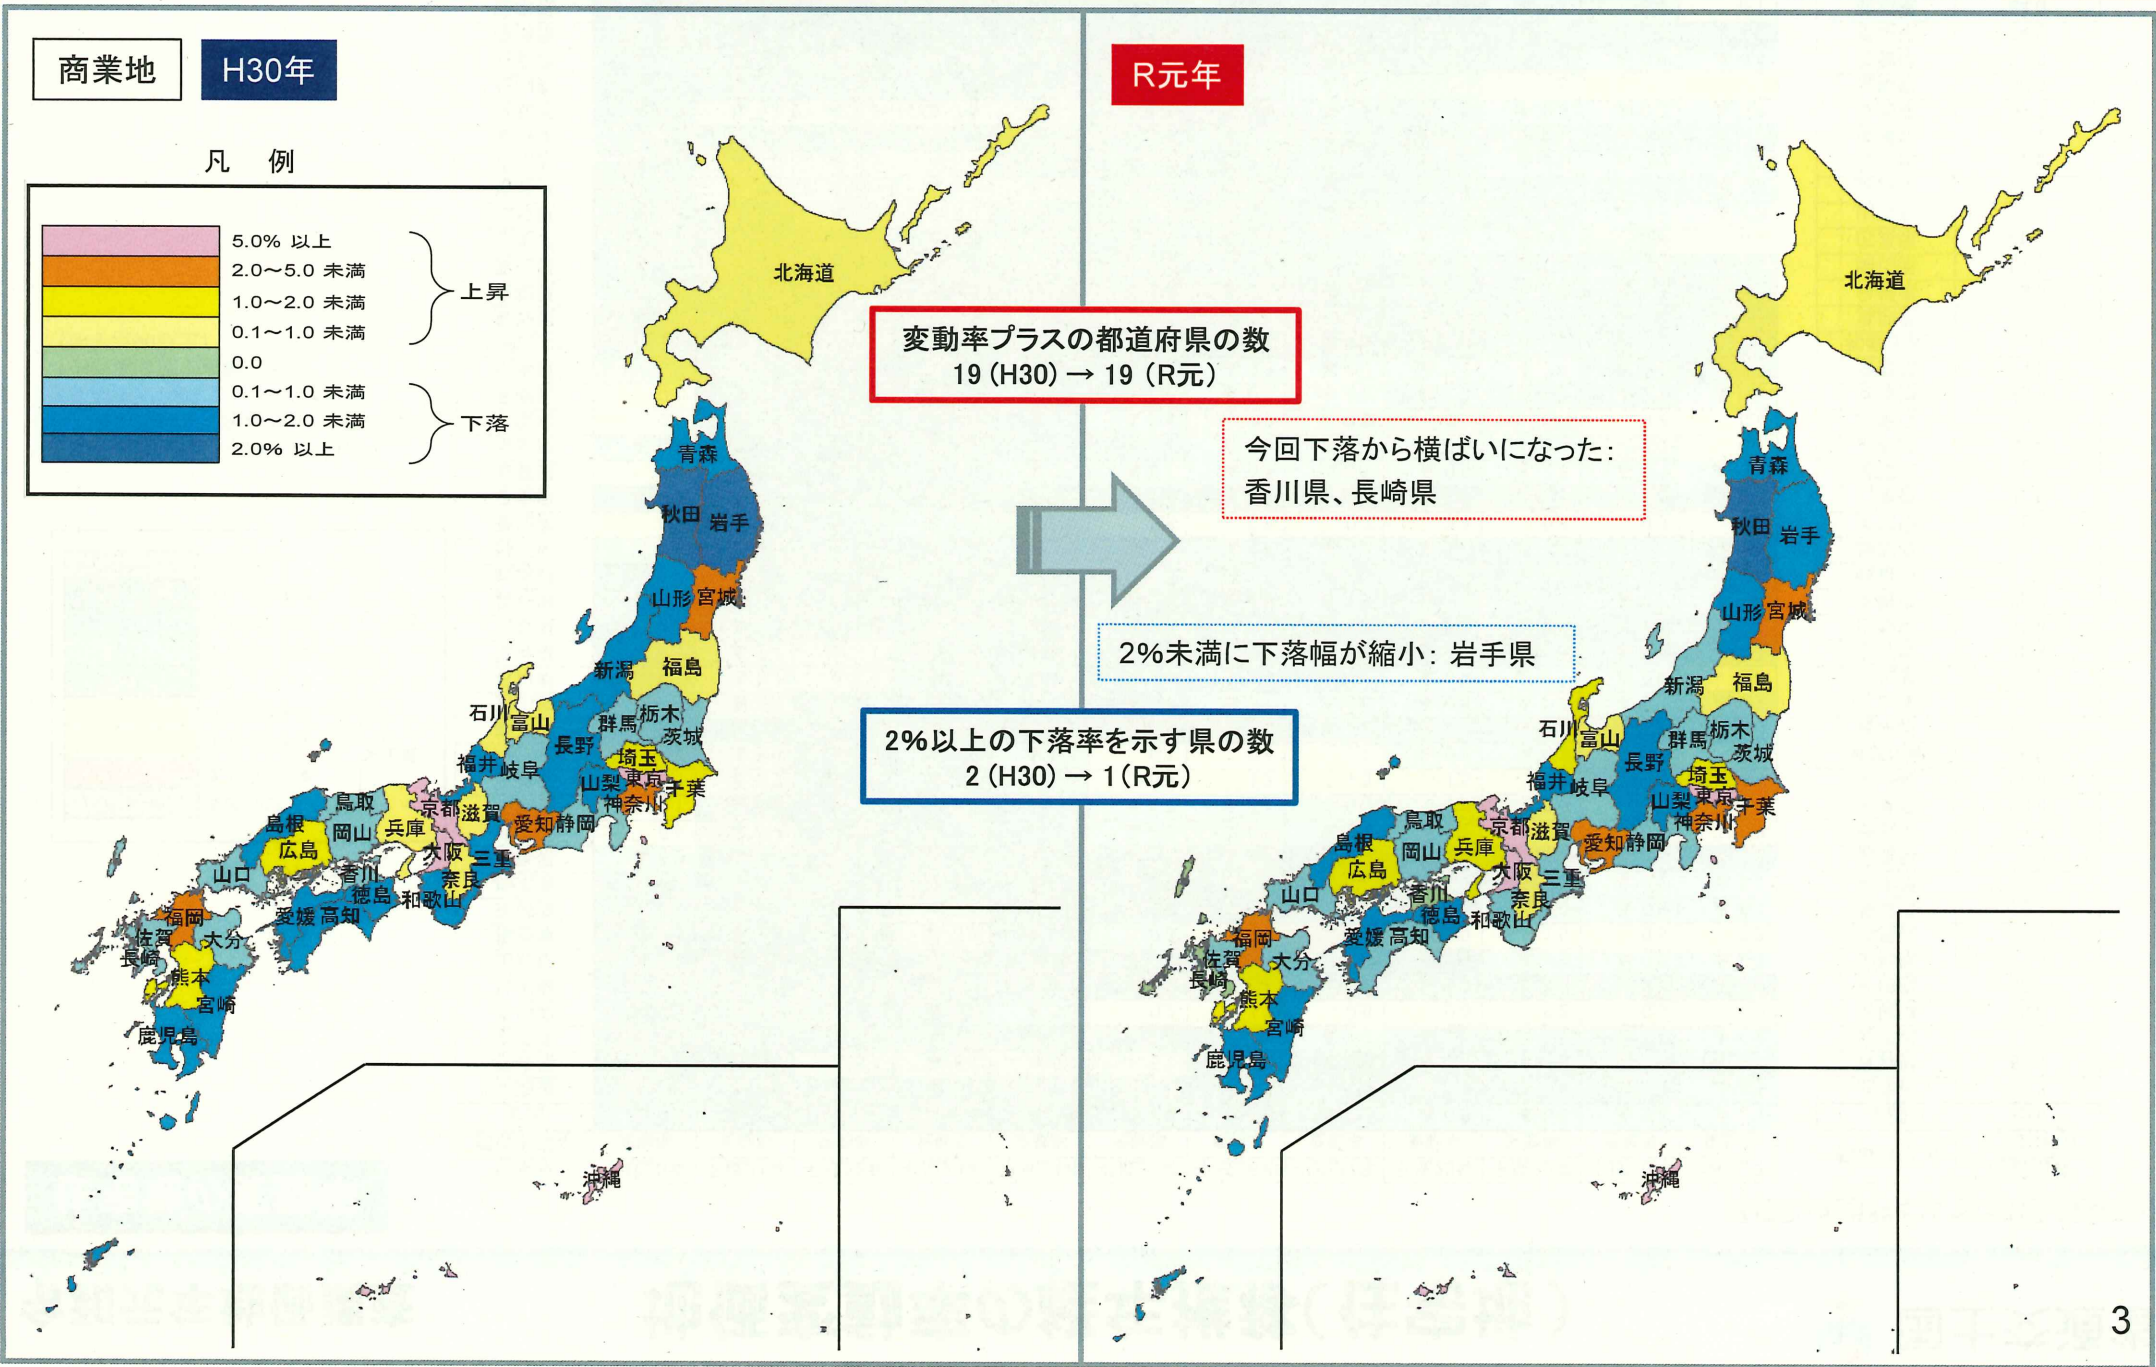 商業地
H30年
凡 例
5.0% 以上
2.0～5.0 未満
1.0～2.0 未満
0.1～1.0 未満
0.0
0.1～1.0 未満
1.0～2.0 未満
2.0% 以上
上昇
下落
北海道
青森
秋田
岩手
山形
宮城
新潟
福島
石川
富山
群馬
栃木
茨城
長野
福井
岐阜
埼玉
東京
千葉
山梨
神奈川
鳥取
京都
滋賀
島根
岡山
兵庫
愛知
静岡
広島
大阪
三重
山口
香川
奈良
徳島
和歌山
愛媛
高知
福岡
佐賀
大分
長崎
熊本
宮崎
鹿児島
沖縄
変動率プラスの都道府県の数
19（H30）→ 19（R元）
2%以上の下落率を示す県の数
2（H30）→ 1（R元）
R元年
今回下落から横ばいになった：
香川県、長崎県
2%未満に下落幅が縮小： 岩手県
北海道
青森
秋田
岩手
山形
宮城
新潟
福島
石川
富山
群馬
栃木
茨城
長野
福井
岐阜
埼玉
東京
千葉
山梨
神奈川
鳥取
京都
滋賀
島根
岡山
兵庫
愛知
静岡
広島
大阪
三重
山口
香川
奈良
徳島
和歌山
愛媛
高知
福岡
佐賀
大分
長崎
熊本
宮崎
鹿児島
沖縄
3